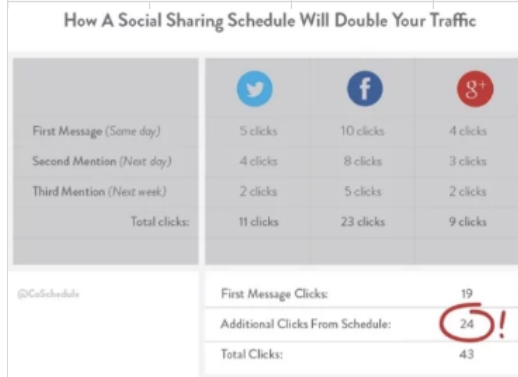 How A Social Sharing Schedule Will Double Your Traffic
First Message (Same day) 5 clicks 10 clicks 4 clicks
Second Mention (Next day) 4 clicks 8 clicks 3 clicks
Third Mention (Next week) 2 clicks 5 clicks 2 clicks
Total clicks: 11 clicks 23 clicks 9 clicks
@CoSchedule
First Message Clicks: 19
Additional Clicks From Schedule: 24 !
Total Clicks: 43